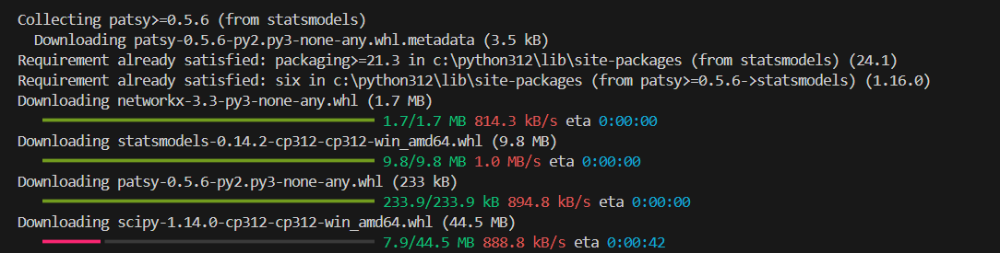 Collecting patsy>=0.5.6 (from statsmodels)
Downloading patsy-0.5.6-py2.py3-none-any.whl.metadata (3.5 kB)
Requirement already satisfied: packaging>=21.3 in c:\python312\lib\site-packages (from statsmodels) (24.1)
Requirement already satisfied: six in c:\python312\lib\site-packages (from patsy>=0.5.6->statsmodels) (1.16.0)
Downloading networkx-3.3-py3-none-any.whl (1.7 MB)
1.7/1.7 MB 814.3 kB/s eta 0:00:00
Downloading statsmodels-0.14.2-cp312-cp312-win_amd64.whl (9.8 MB)
9.8/9.8 MB 1.0 MB/s eta 0:00:00
Downloading patsy-0.5.6-py2.py3-none-any.whl (233 kB)
233.9/233.9 kB 894.8 kB/s eta 0:00:00
Downloading scipy-1.14.0-cp312-cp312-win_amd64.whl (44.5 MB)
7.9/44.5 MB 888.8 kB/s eta 0:00:42